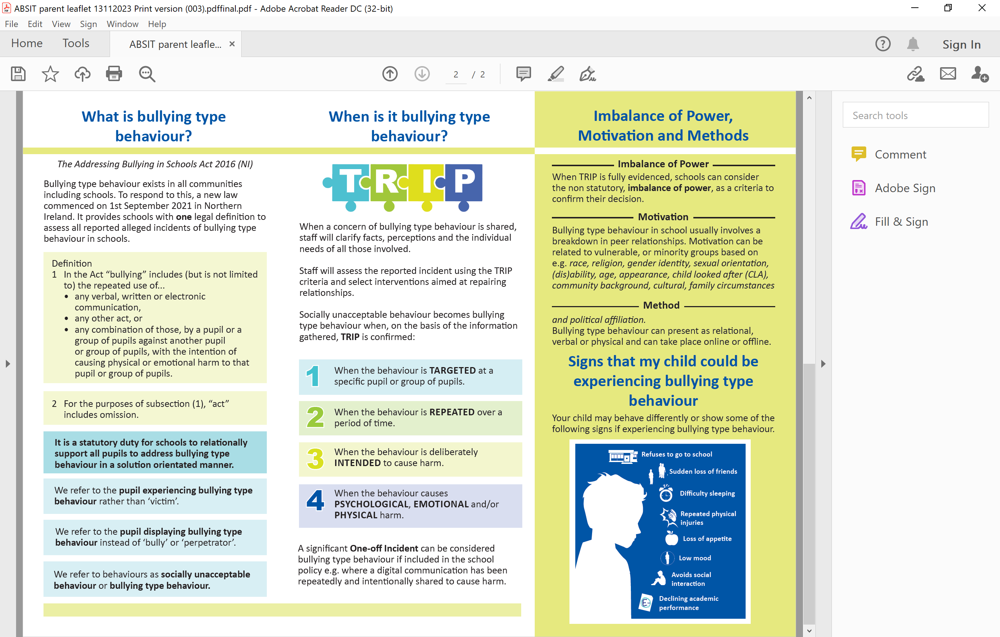 ABSIT parent leaflet 13112023 Print version (003).pdffinal.pdf - Adobe Acrobat Reader DC (32-bit)
File Edit View Sign Window Help
Home Tools ABSIT parent leafle... ×
Sign In
2 / 2
What is bullying type
behaviour?
The Addressing Bullying in Schools Act 2016 (NI)
Bullying type behaviour exists in all communities
including schools. To respond to this, a new law
commenced on 1st September 2021 in Northern
Ireland. It provides schools with one legal definition to
assess all reported alleged incidents of bullying type
behaviour in schools.
Definition
1 In the Act “bullying” includes (but is not limited
to) the repeated use of...
• any verbal, written or electronic
communication,
• any other act, or
• any combination of those, by a pupil or a
group of pupils against another pupil
or group of pupils, with the intention of
causing physical or emotional harm to that
pupil or group of pupils.
2 For the purposes of subsection (1), “act”
includes omission.
It is a statutory duty for schools to relationally
support all pupils to address bullying type
behaviour in a solution orientated manner.
We refer to the pupil experiencing bullying type
behaviour rather than ‘victim’.
We refer to the pupil displaying bullying type
behaviour instead of ‘bully’ or ‘perpetrator’.
We refer to behaviours as socially unacceptable
behaviour or bullying type behaviour.
When is it bullying type
behaviour?
TRIP
When a concern of bullying type behaviour is shared,
staff will clarify facts, perceptions and the individual
needs of all those involved.
Staff will assess the reported incident using the TRIP
criteria and select interventions aimed at repairing
relationships.
Socially unacceptable behaviour becomes bullying
type behaviour when, on the basis of the information
gathered, TRIP is confirmed:
1 When the behaviour is TARGETED at a
specific pupil or group of pupils.
2 When the behaviour is REPEATED over a
period of time.
3 When the behaviour is deliberately
INTENDED to cause harm.
4 When the behaviour causes
PSYCHOLOGICAL, EMOTIONAL and/or
PHYSICAL harm.
A significant One-off Incident can be considered
bullying type behaviour if included in the school
policy e.g. where a digital communication has been
repeatedly and intentionally shared to cause harm.
Imbalance of Power,
Motivation and Methods
Imbalance of Power
When TRIP is fully evidenced, schools can consider
the non statutory, imbalance of power, as a criteria to
confirm their decision.
Motivation
Bullying type behaviour in school usually involves a
breakdown in peer relationships. Motivation can be
related to vulnerable, or minority groups based on
e.g. race, religion, gender identity, sexual orientation,
(dis)ability, age, appearance, child looked after (CLA),
community background, cultural, family circumstances
Method
and political affiliation.
Bullying type behaviour can present as relational,
verbal or physical and can take place online or offline.
Signs that my child could be
experiencing bullying type
behaviour
Your child may behave differently or show some of the
following signs if experiencing bullying type behaviour.
Refuses to go to school
Sudden loss of friends
zzz
Difficulty sleeping
Repeated physical
injuries
Loss of appetite
Low mood
Avoids social
interaction
E-
Declining academic
performance
Search tools
Comment
Adobe Sign
Fill & Sign